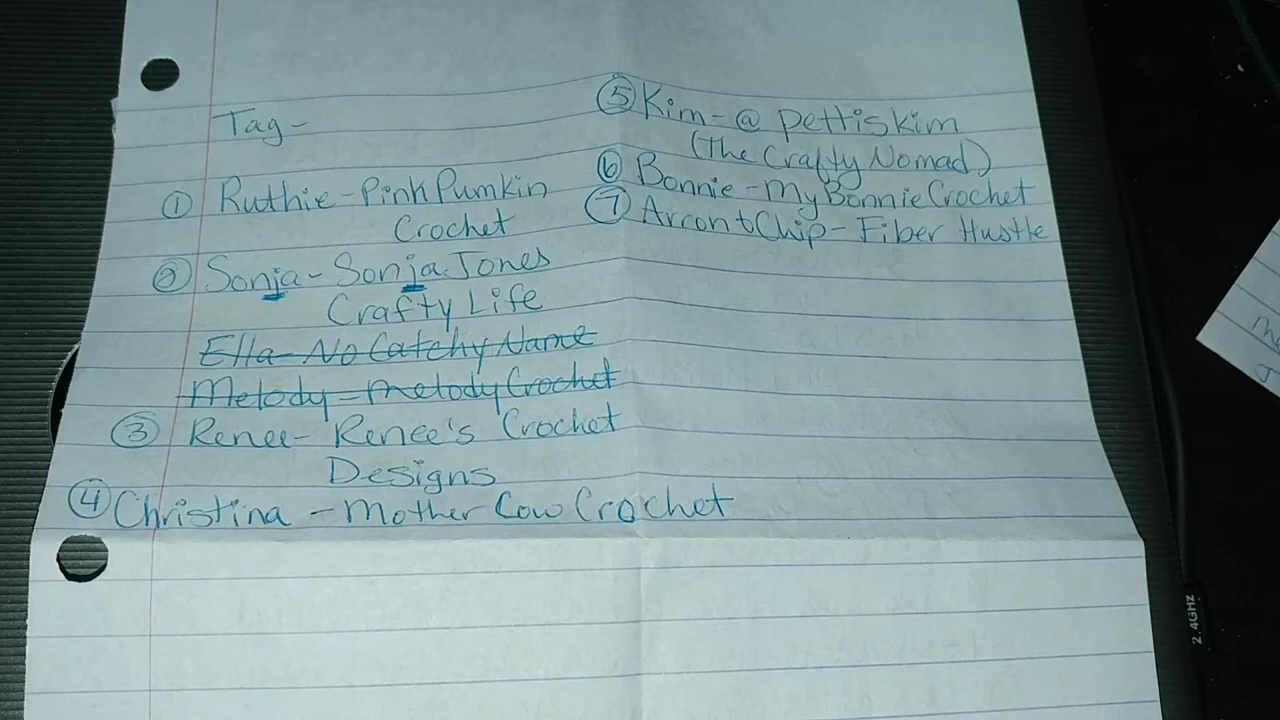 Tag-
① Ruthie-Pink Pumkin
Crochet
② Sonja-Sonja Jones
Crafty Life
Ella-No Catchy Name
Melody-Melody Crochet
③ Renee-Renee's Crochet
Designs
④ Christina-Mother Cow Crochet
⑤ Kim-@pettiskim
(The Crafty Nomad)
⑥ Bonnie-My Bonnie Crochet
⑦ - Fiber Hustle
2.4GHZ